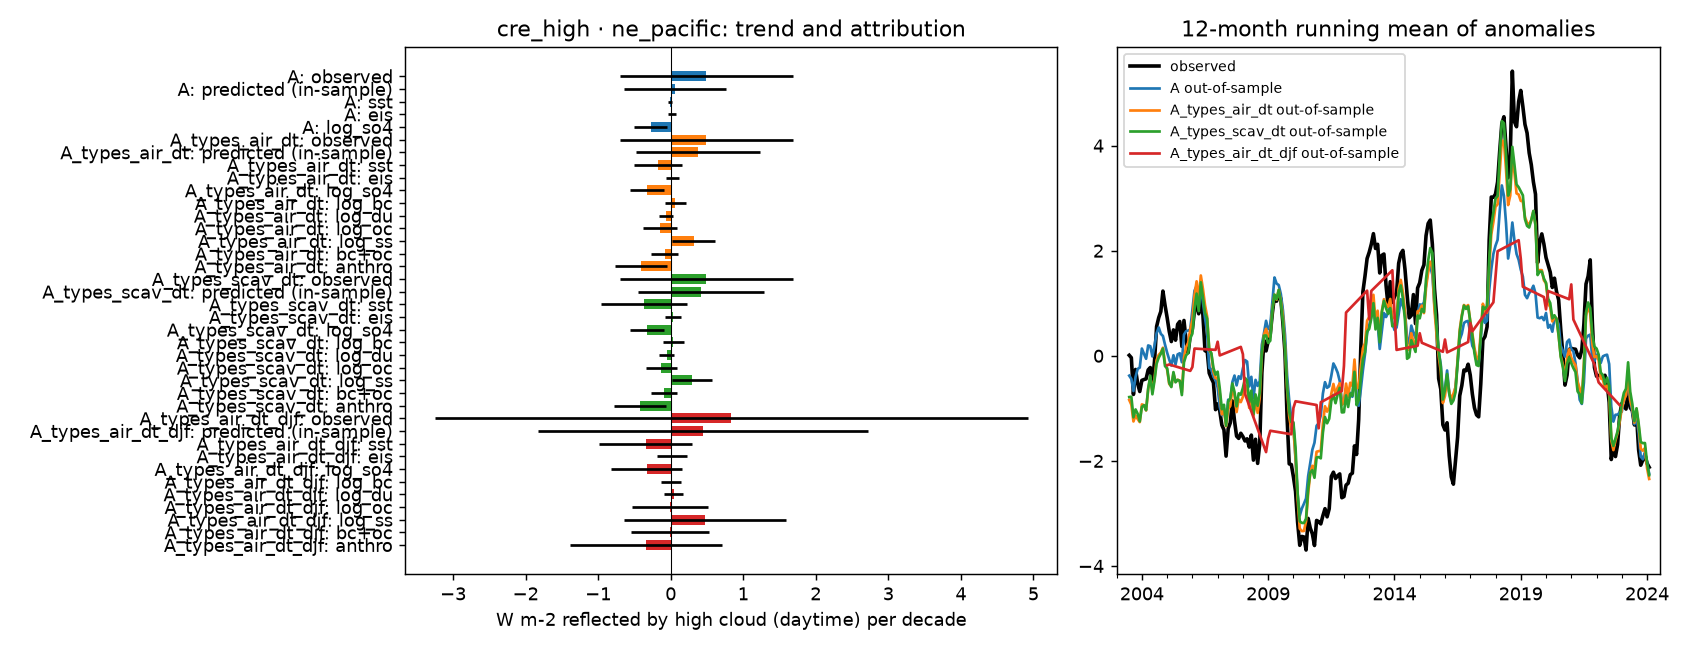 cre_high · ne_pacific: trend and attribution
A: observed
A: predicted (in-sample)
A: sst
A: eis
A: log_so4
A_types_air_dt: observed
A_types_air_dt: predicted (in-sample)
A_types_air_dt: sst
A_types_air_dt: eis
A_types_air_dt: log_so4
A_types_air_dt: log_bc
A_types_air_dt: log_du
A_types_air_dt: log_oc
A_types_air_dt: log_ss
A_types_air_dt: bc+oc
A_types_air_dt: anthro
A_types_scav_dt: observed
A_types_scav_dt: predicted (in-sample)
A_types_scav_dt: sst
A_types_scav_dt: eis
A_types_scav_dt: log_so4
A_types_scav_dt: log_bc
A_types_scav_dt: log_du
A_types_scav_dt: log_oc
A_types_scav_dt: log_ss
A_types_scav_dt: bc+oc
A_types_scav_dt: anthro
A_types_air_dt_djf: observed
A_types_air_dt_djf: predicted (in-sample)
A_types_air_dt_djf: sst
A_types_air_dt_djf: eis
A_types_air_dt_djf: log_so4
A_types_air_dt_djf: log_bc
A_types_air_dt_djf: log_du
A_types_air_dt_djf: log_oc
A_types_air_dt_djf: log_ss
A_types_air_dt_djf: bc+oc
A_types_air_dt_djf: anthro
−3 −2 −1 0 1 2 3 4 5
W m-2 reflected by high cloud (daytime) per decade
12-month running mean of anomalies
observed
A out-of-sample
A_types_air_dt out-of-sample
A_types_scav_dt out-of-sample
A_types_air_dt_djf out-of-sample
4
2
0
−2
−4
2004 2009 2014 2019 2024